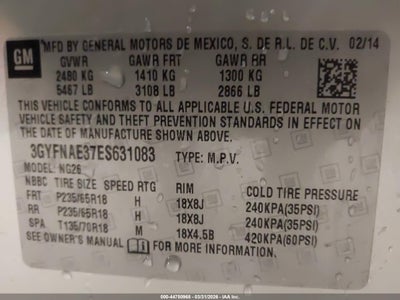 GM MFD BY GENERAL MOTORS DE MEXICO, S. DE R.L. DE C.V. 02/14
GVWR GAWR FRT GAWR RR
2480 KG 1410 KG 1300 KG
5467 LB 3108 LB 2866 LB
THIS VEHICLE CONFORMS TO ALL APPLICABLE U.S. FEDERAL MOTOR
VEHICLE SAFETY AND THEFT PREVENTION STANDARDS IN EFFECT ON
THE DATE OF MANUFACTURE SHOWN ABOVE.
3GYFNAE37ES631083 TYPE: M.P.V.
MODEL: NG26
NBBC TIRE SIZE SPEED RTG RIM COLD TIRE PRESSURE
FRT P235/65R18 H 18X8J 240KPA(35PSI)
RR P235/65R18 H 18X8J 240KPA(35PSI)
SPA T135/70R18 M 18X4.5B 420KPA(60PSI)
SEE OWNER'S MANUAL FOR MORE INFORMATION.
000-44750968 - 03/31/2026 - IAAI.COM